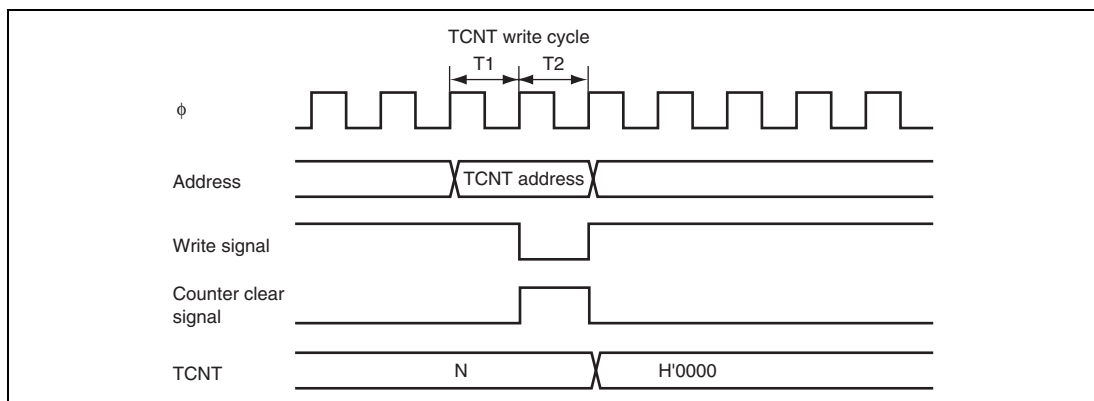 TCNT write cycle
T1 T2
ϕ
Address
TCNT address
Write signal
Counter clear
signal
TCNT
N
H'0000